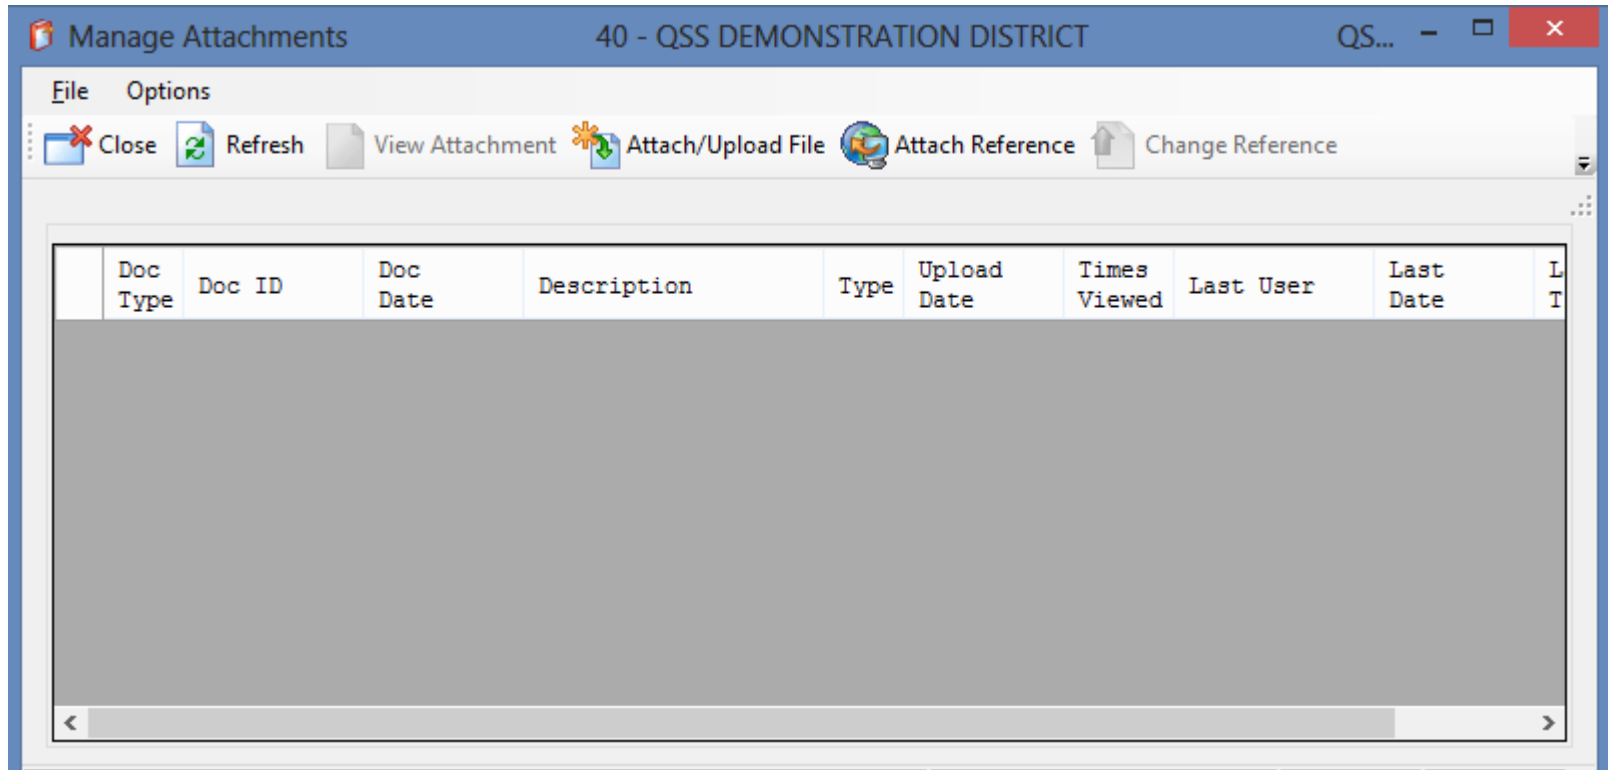 Manage Attachments 40 - QSS DEMONSTRATION DISTRICT QS...
File Options
Close Refresh View Attachment Attach/Upload File Attach Reference Change Reference
Doc Type Doc ID Doc Date Description Type Upload Date Times Viewed Last User Last Date L T